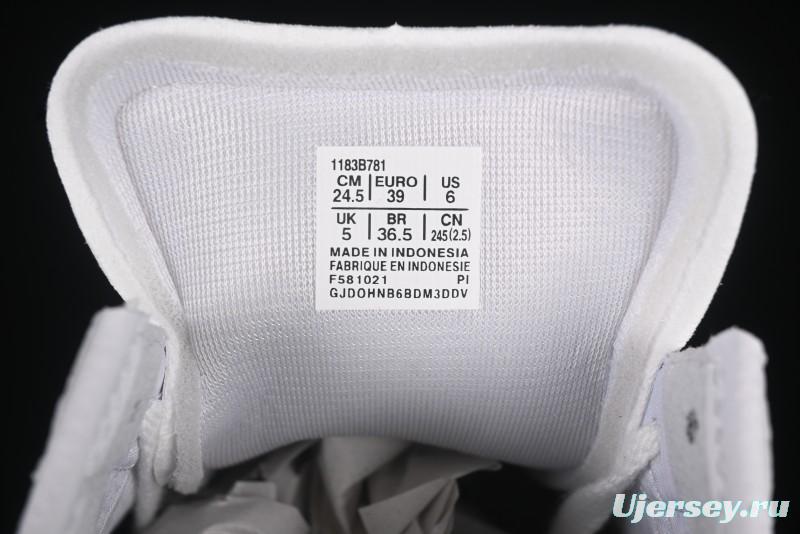 1183B781
CM EURO US
24.5 39 6
UK BR CN
5 36.5 245(2.5)
MADE IN INDONESIA
FABRIQUE EN INDONESIE
F581021 PI
GJDOHNB6BDM3DDV
Ujersey.ru